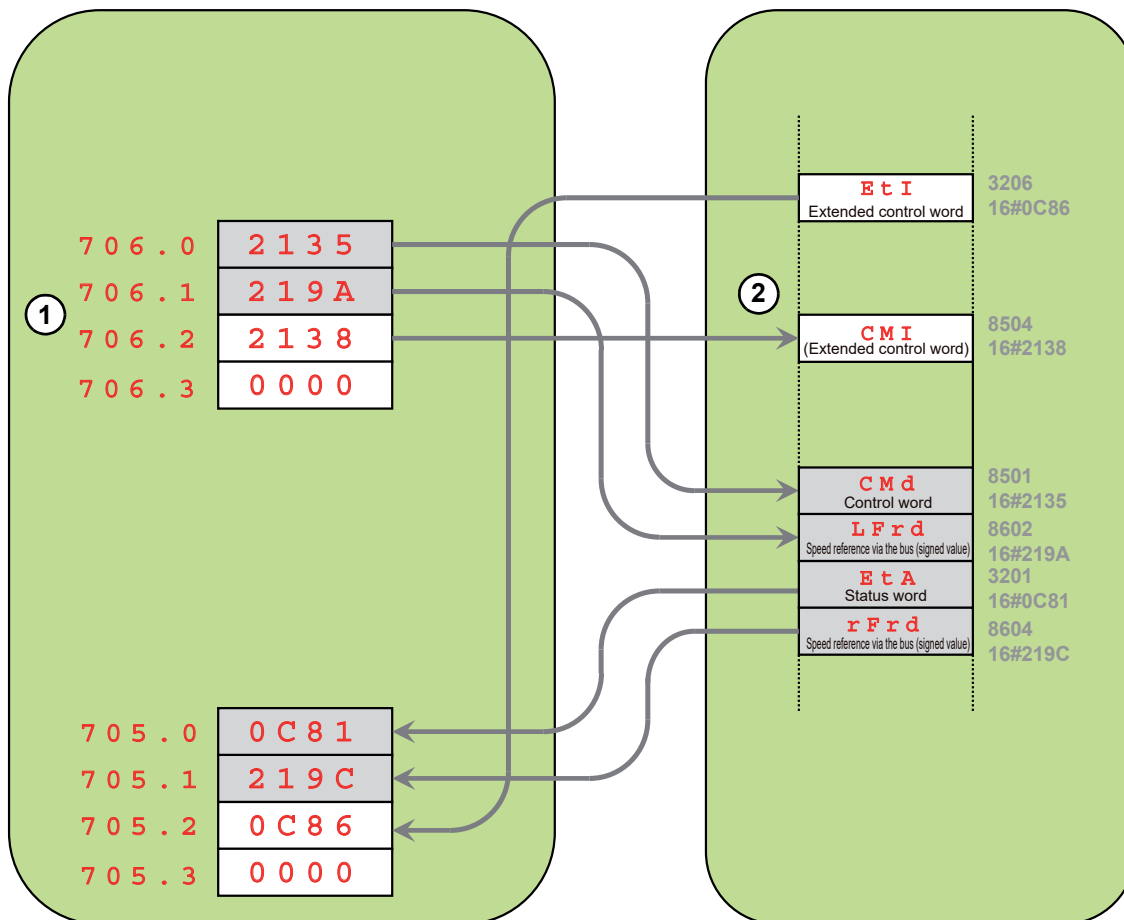 1
706.0 2135
706.1 219A
706.2 2138
706.3 0000
705.0 0C81
705.1 219C
705.2 0C86
705.3 0000
2
EtI
Extended control word
3206
16#0C86
CMI
(Extended control word)
8504
16#2138
CMd
Control word
8501
16#2135
LFrd
Speed reference via the bus (signed value)
8602
16#219A
EtA
Status word
3201
16#0C81
rFrd
Speed reference via the bus (signed value)
8604
16#219C